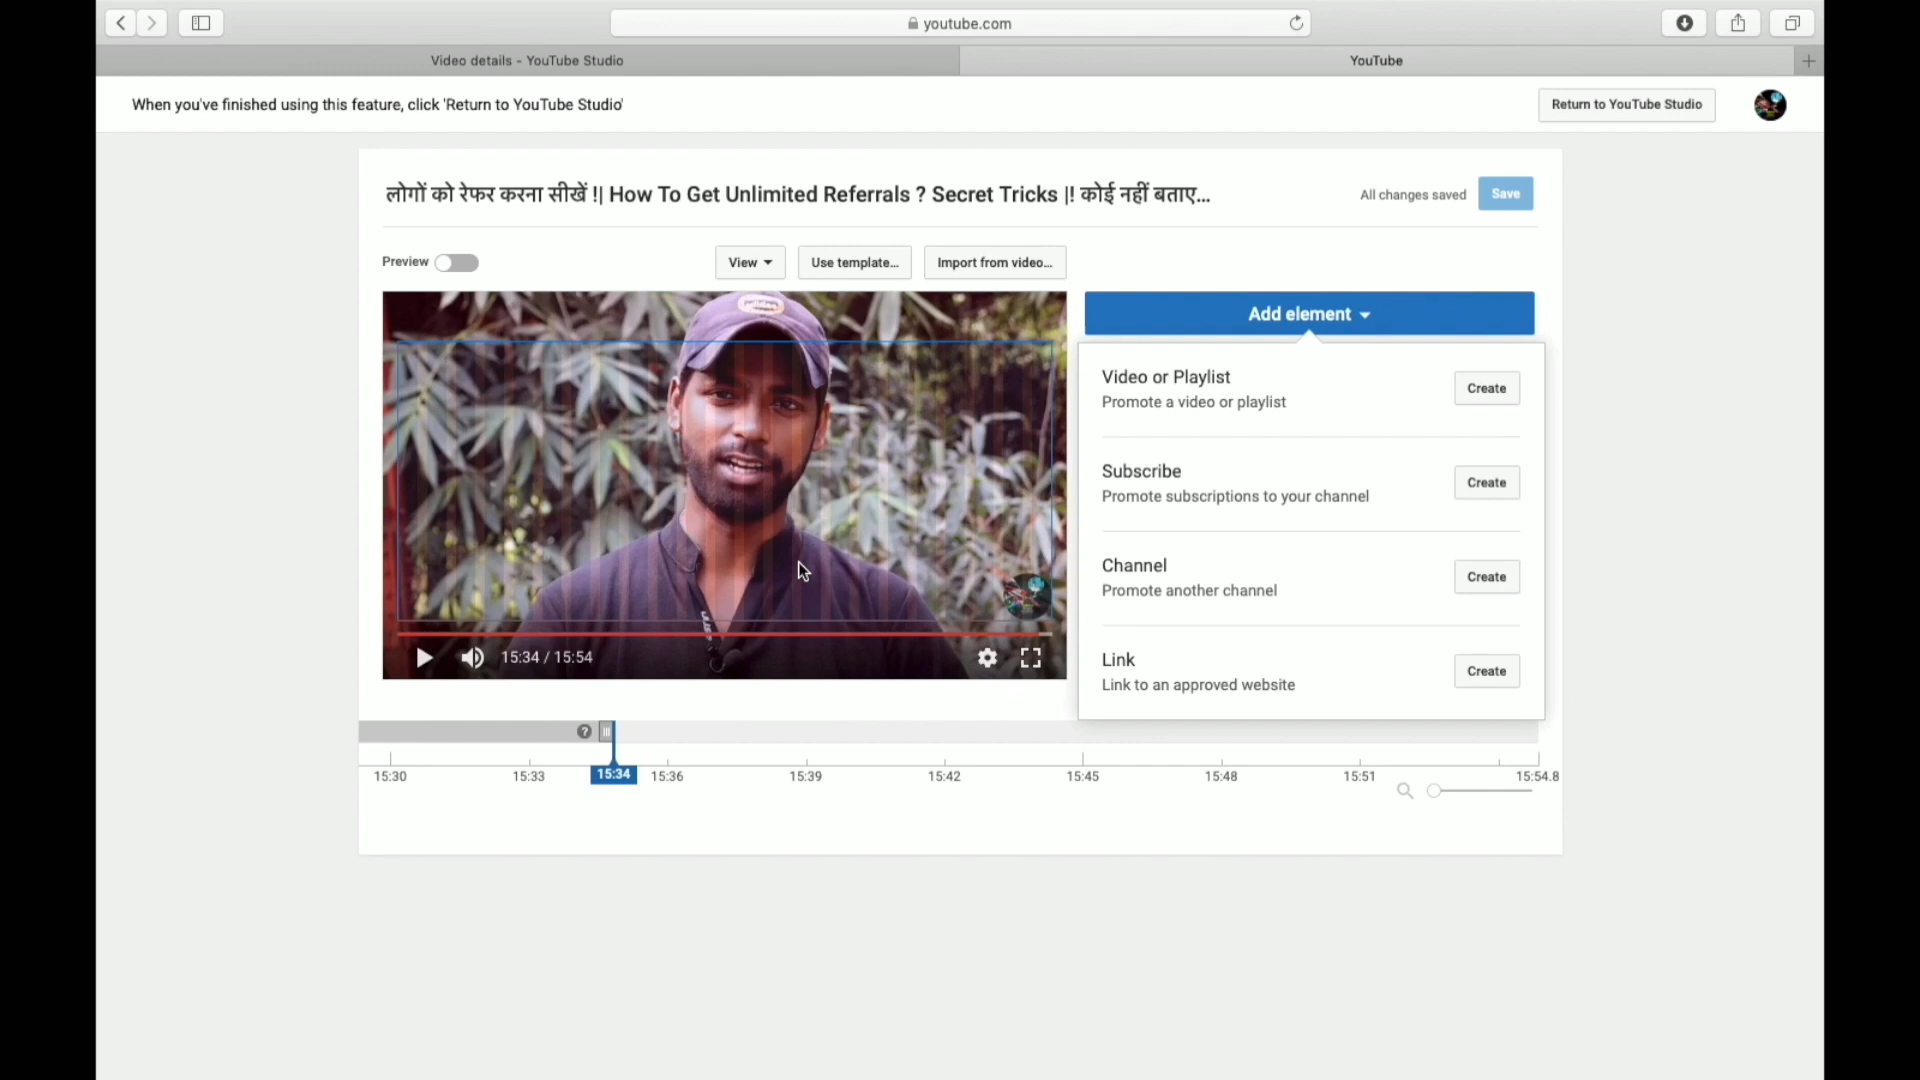 youtube.com
Video details - YouTube Studio
YouTube
When you've finished using this feature, click 'Return to YouTube Studio'
Return to YouTube Studio
लोगों को रेफर करना सीखें !| How To Get Unlimited Referrals ? Secret Tricks |! कोई नहीं बताए...
All changes saved
Save
Preview
View
Use template...
Import from video...
Add element
Video or Playlist
Promote a video or playlist
Create
Subscribe
Promote subscriptions to your channel
Create
Channel
Promote another channel
Create
Link
Link to an approved website
Create
15:34 / 15:54
?
15:30
15:33
15:34
15:36
15:39
15:42
15:45
15:48
15:51
15:54.8